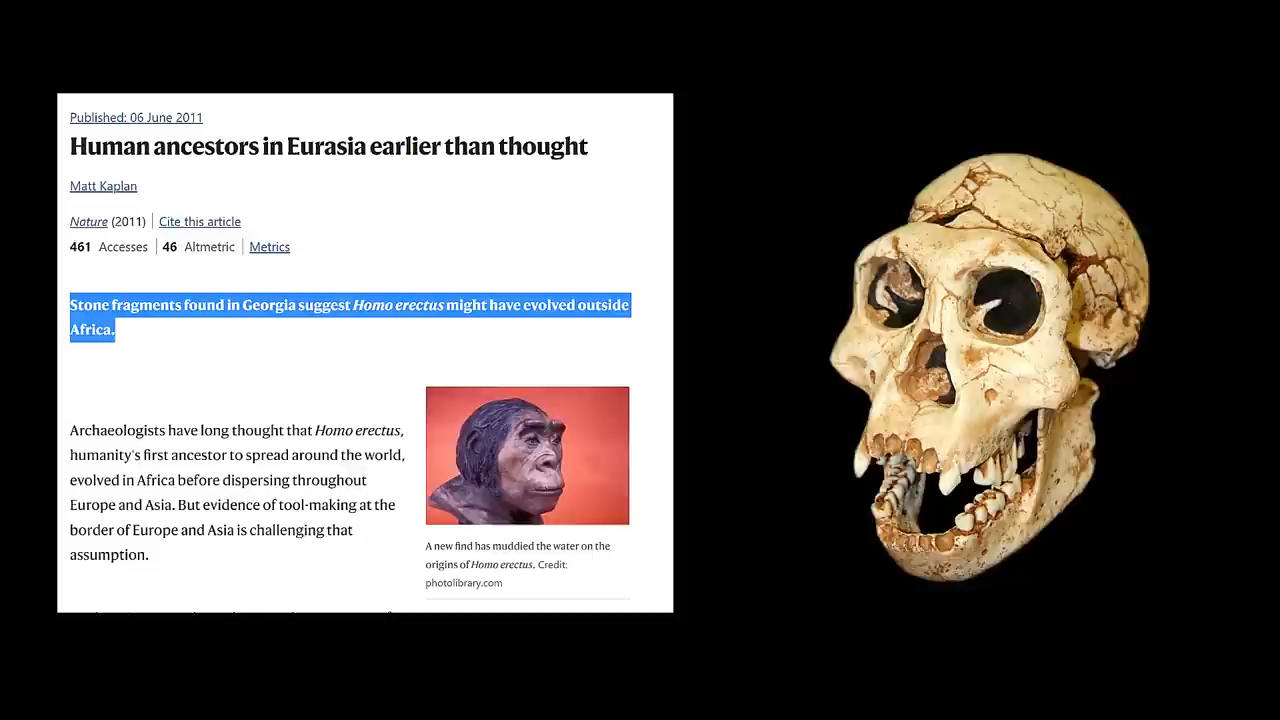 Published: 06 June 2011
Human ancestors in Eurasia earlier than thought
Matt Kaplan
Nature (2011) Cite this article
461 Accesses 46 Altmetric Metrics
Stone fragments found in Georgia suggest Homo erectus might have evolved outside
Africa.
Archaeologists have long thought that Homo erectus,
humanity's first ancestor to spread around the world,
evolved in Africa before dispersing throughout
Europe and Asia. But evidence of tool-making at the
border of Europe and Asia is challenging that
assumption.
A new find has muddied the water on the
origins of Homo erectus. Credit:
photolibrary.com